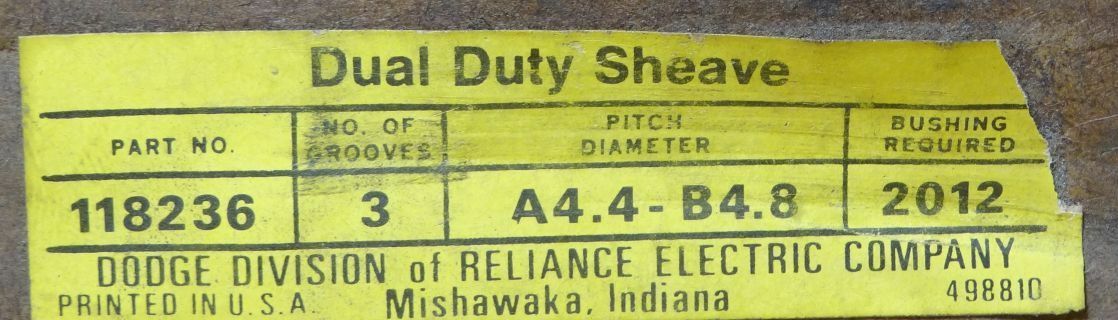 Dual Duty Sheave
PART NO. NO. OF GROOVES PITCH DIAMETER BUSHING REQUIRED
118236 3 A4.4-B4.8 2012
DODGE DIVISION of RELIANCE ELECTRIC COMPANY
PRINTED IN U.S.A. Mishawaka, Indiana 498810